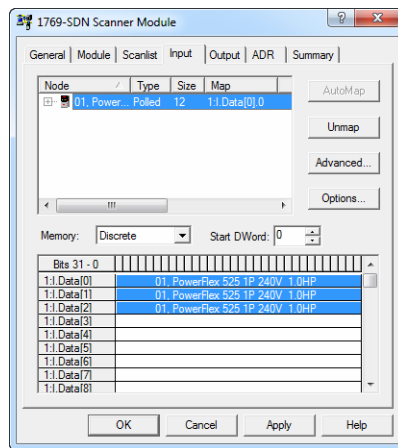 1769-SDN Scanner Module
General Module Scanlist Input Output ADR Summary
Node Type Size Map
01, Power... Polled 12 1:I.Data[0].0
AutoMap
Unmap
Advanced...
Options...
Memory: Discrete Start DWord: 0
Bits 31 - 0
1:I.Data[0] 01, PowerFlex 525 1P 240V 1.0HP
1:I.Data[1] 01, PowerFlex 525 1P 240V 1.0HP
1:I.Data[2] 01, PowerFlex 525 1P 240V 1.0HP
1:I.Data[3]
1:I.Data[4]
1:I.Data[5]
1:I.Data[6]
1:I.Data[7]
1:I.Data[8]
OK Cancel Apply Help